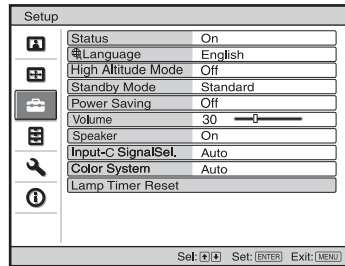 Setup
Status On
Language English
High Altitude Mode Off
Standby Mode Standard
Power Saving Off
Volume 30
Speaker On
Input-C SignalSel. Auto
Color System Auto
Lamp Timer Reset
Sel: Set: ENTER Exit: MENU